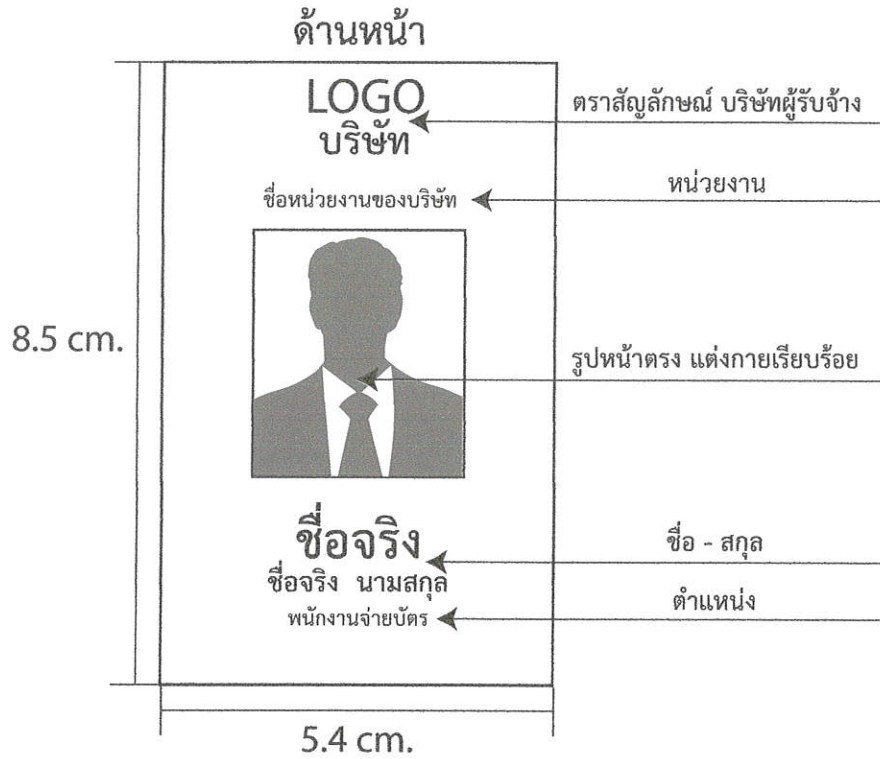 ด้านหน้า
LOGO
บริษัท
ตราสัญลักษณ์ บริษัทผู้รับจ้าง
หน่วยงาน
ชื่อหน่วยงานของบริษัท
8.5 cm.
รูปหน้าตรง แต่งกายเรียบร้อย
ชื่อจริง
ชื่อ - สกุล
ชื่อจริง นามสกุล
ตำแหน่ง
พนักงานจ่ายบัตร
5.4 cm.